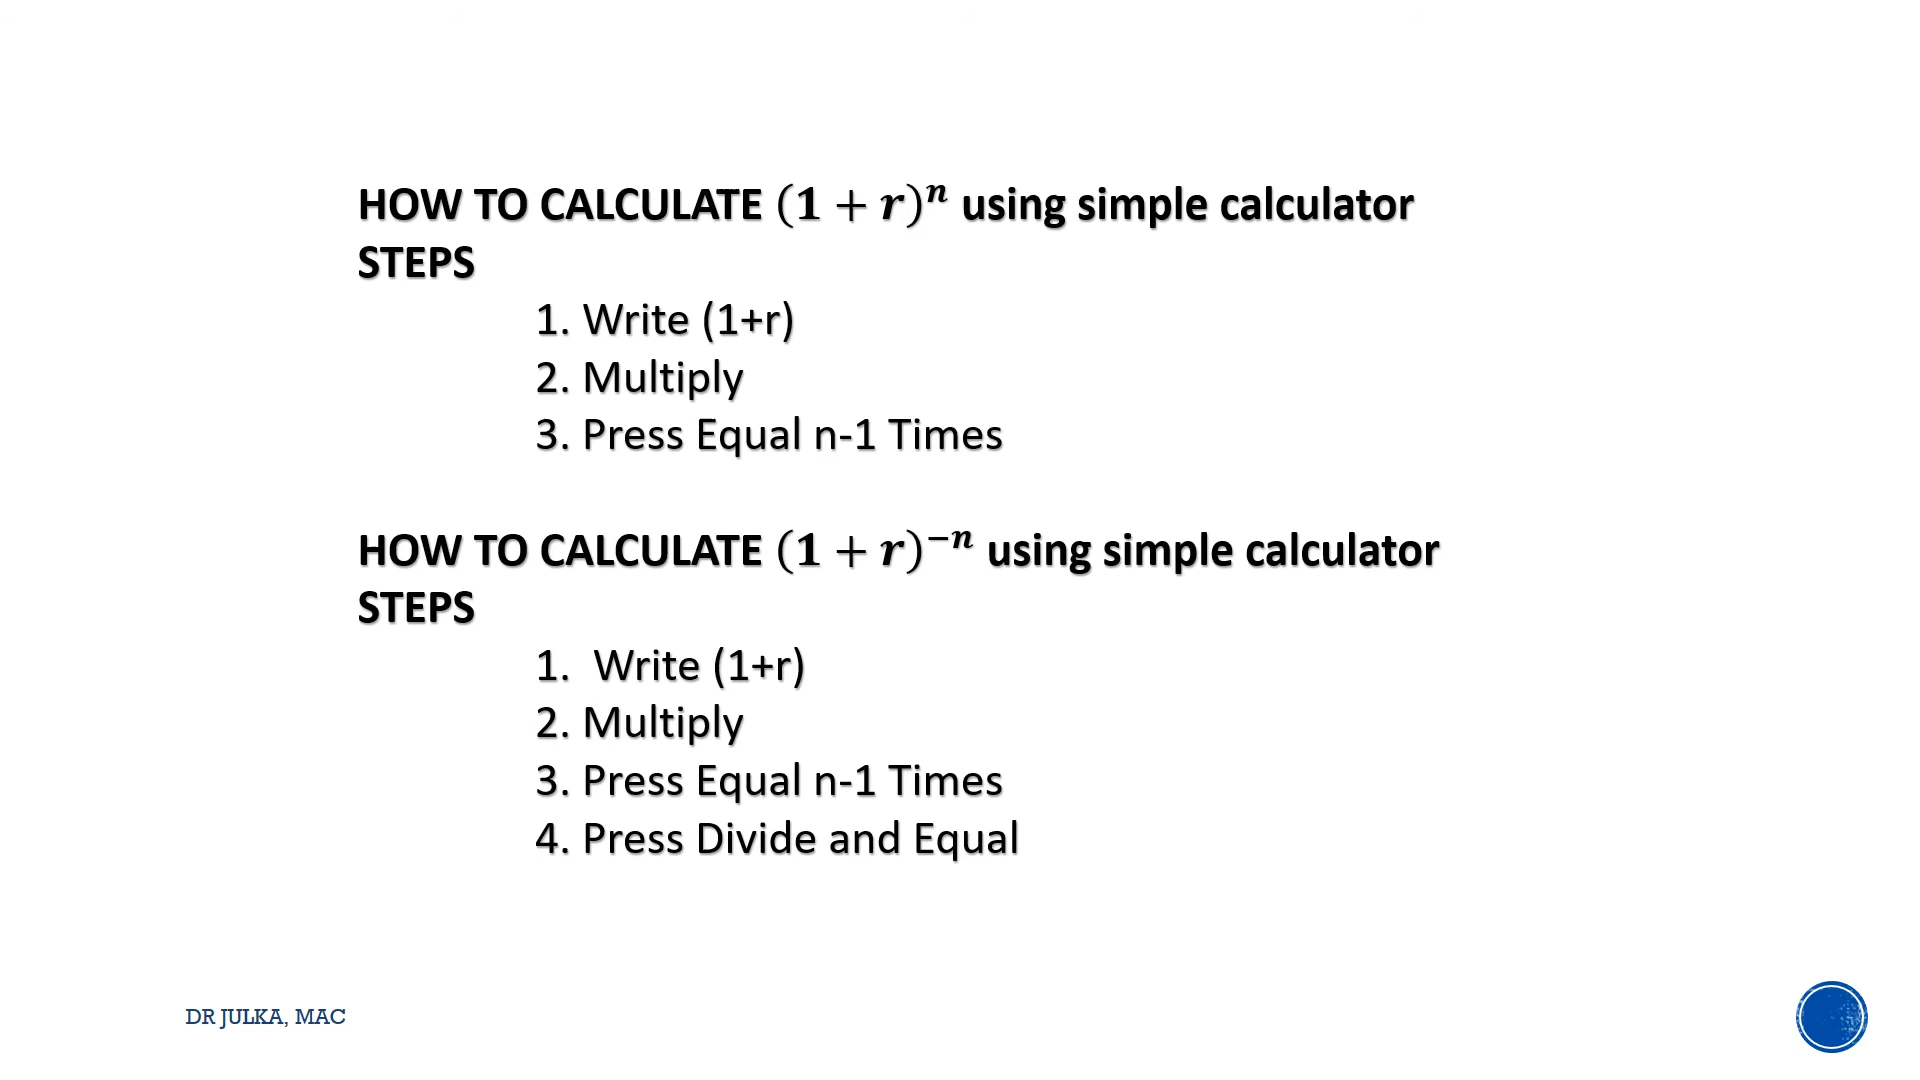 HOW TO CALCULATE $(1 + r)^n$ using simple calculator
STEPS
1. Write (1+r)
2. Multiply
3. Press Equal n-1 Times
HOW TO CALCULATE $(1 + r)^{-n}$ using simple calculator
STEPS
1. Write (1+r)
2. Multiply
3. Press Equal n-1 Times
4. Press Divide and Equal
DR JULKA, MAC